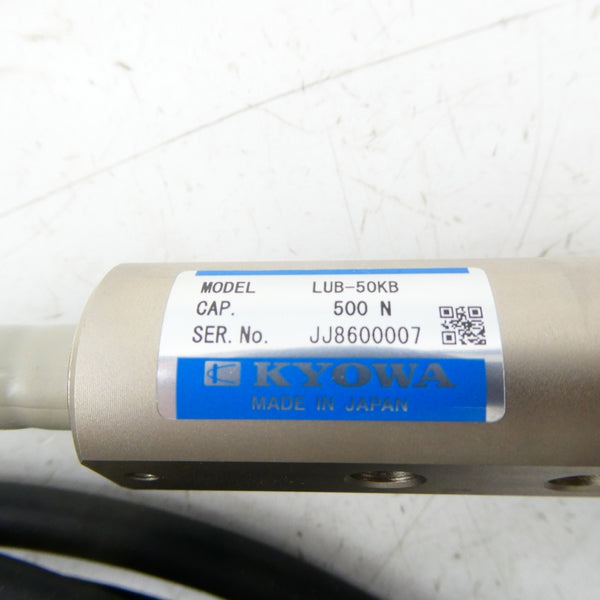 MODEL LUB-50KB
CAP. 500 N
SER. No. JJ8600007
KYOWA
MADE IN JAPAN